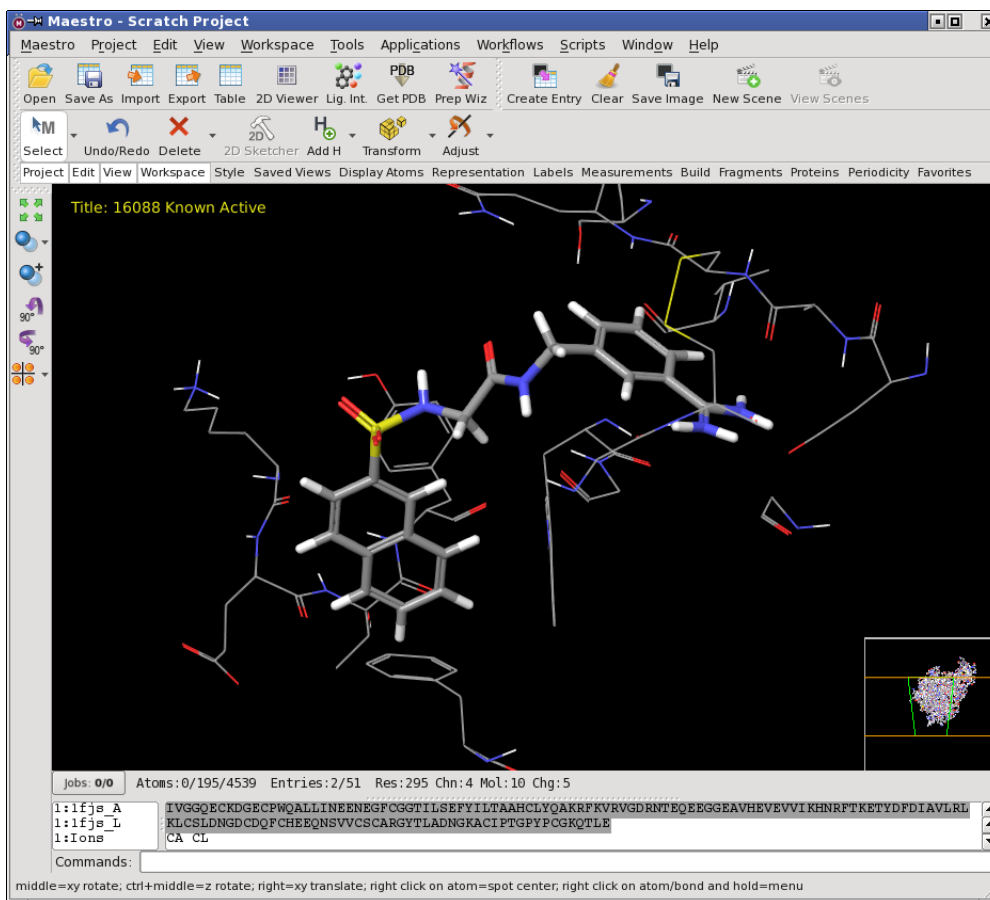 Maestro - Scratch Project
Maestro Project Edit View Workspace Tools Applications Workflows Scripts Window Help
Open Save As Import Export Table 2D Viewer Lig. Int. Get PDB Prep Wiz Create Entry Clear Save Image New Scene View Scenes
Select Undo/Redo Delete 2D Sketcher Add H Transform Adjust
Project Edit View Workspace Style Saved Views Display Atoms Representation Labels Measurements Build Fragments Proteins Periodicity Favorites
Title: 16088 Known Active
90°
90°
Jobs: 0/0 Atoms:0/195/4539 Entries:2/51 Res:295 Chn:4 Mol:10 Chg:5
1:1fjs_A IVGGQECKDGECPWQALLINEENEGFCGGTILSEFYILTAAHCLYQAKRFKVRVGDRNTEQEEGGEAVHEVEVVIKHNRFTKETYDFDIAVLRL
1:1fjs_L KLCSLDNGDCDQFCHEEQNSVVCSCARGYTLADNGKACIPTGPYPCGKQTLE
1:Ions CA CL
Commands:
middle=xy rotate; ctrl+middle=z rotate; right=xy translate; right click on atom=spot center; right click on atom/bond and hold=menu